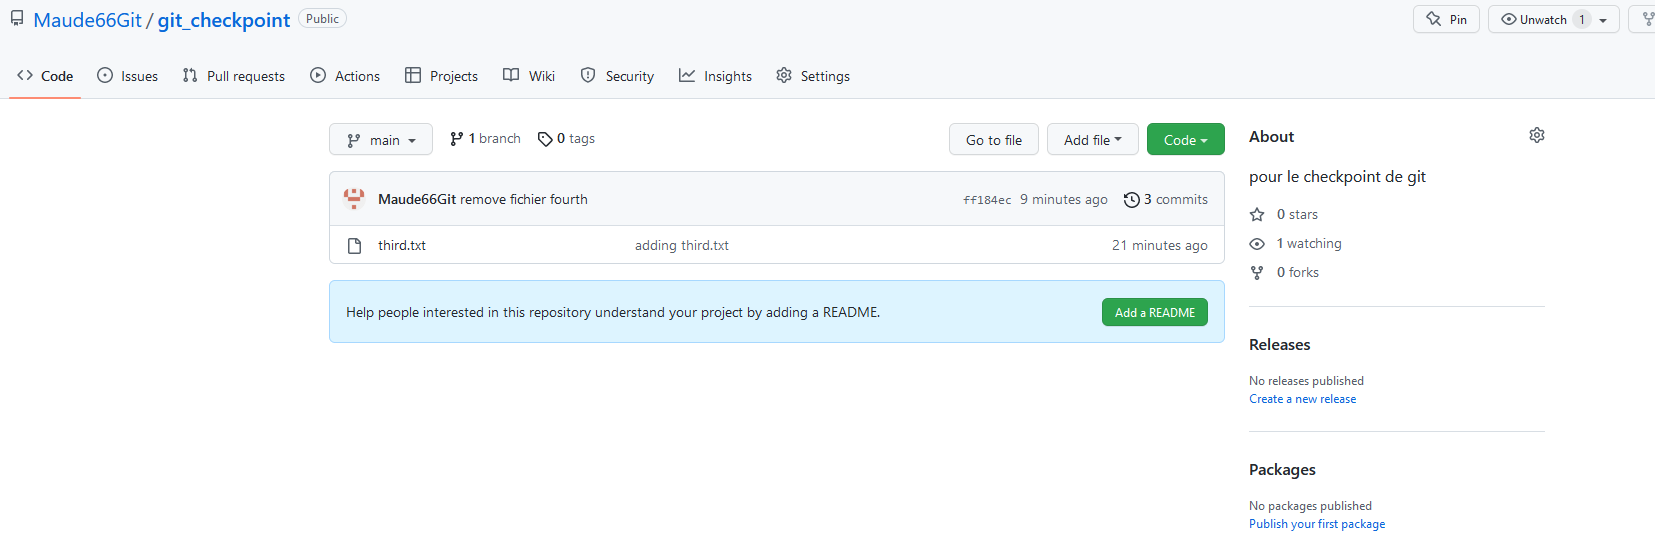 Maude66Git / git_checkpoint Public
Pin Unwatch 1
Code Issues Pull requests Actions Projects Wiki Security Insights Settings
main 1 branch 0 tags Go to file Add file Code
Maude66Git remove fichier fourth ff184ec 9 minutes ago 3 commits
third.txt adding third.txt 21 minutes ago
Help people interested in this repository understand your project by adding a README. Add a README
About
pour le checkpoint de git
0 stars
1 watching
0 forks
Releases
No releases published
Create a new release
Packages
No packages published
Publish your first package